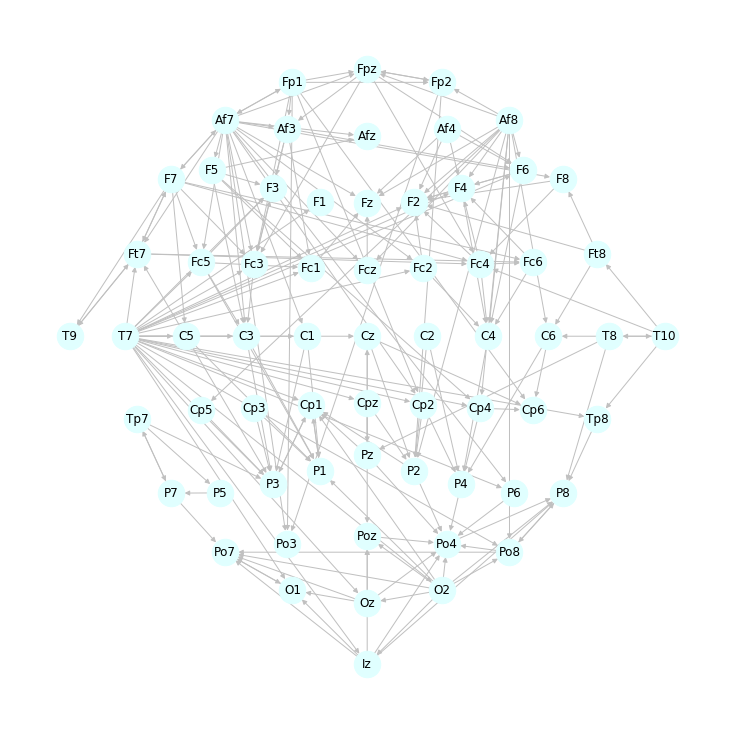 Fpz
Fp1 Fp2
Af7 Af3 Afz Af4 Af8
F7 F5 F3 F1 Fz F2 F4 F6 F8
Ft7 Fc5 Fc3 Fc1 Fcz Fc2 Fc4 Fc6 Ft8
T9 T7 C5 C3 C1 Cz C2 C4 C6 T8 T10
Tp7 Cp5 Cp3 Cp1 Cpz Cp2 Cp4 Cp6 Tp8
P7 P5 P3 P1 Pz P2 P4 P6 P8
Po7 Po3 Poz Po4 Po8
O1 Oz O2
Iz